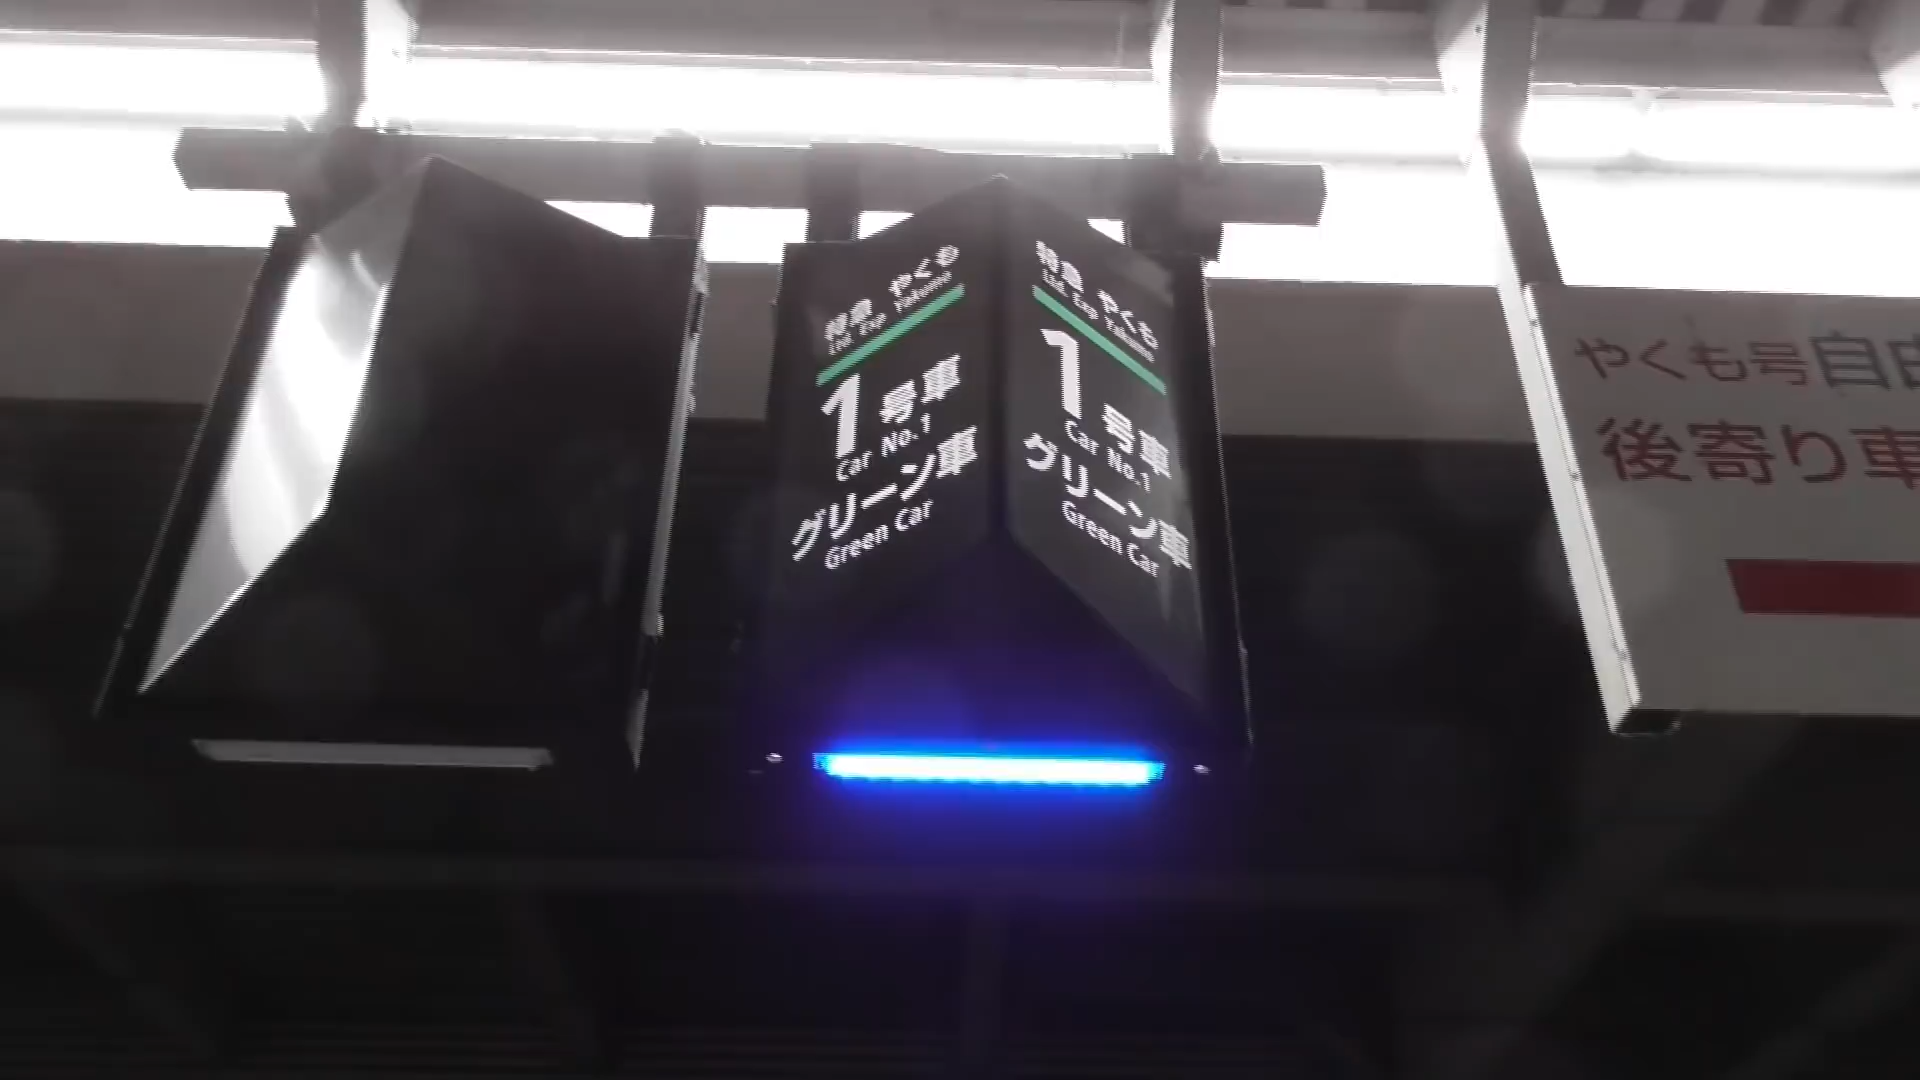 特急 やくも
Ltd. Exp Yakumo
1号車
Car No.1
グリーン車
Green Car
特急 やくも
Ltd. Exp Yakumo
1号車
Car No.1
グリーン車
Green Car
やくも号自由
後寄り車